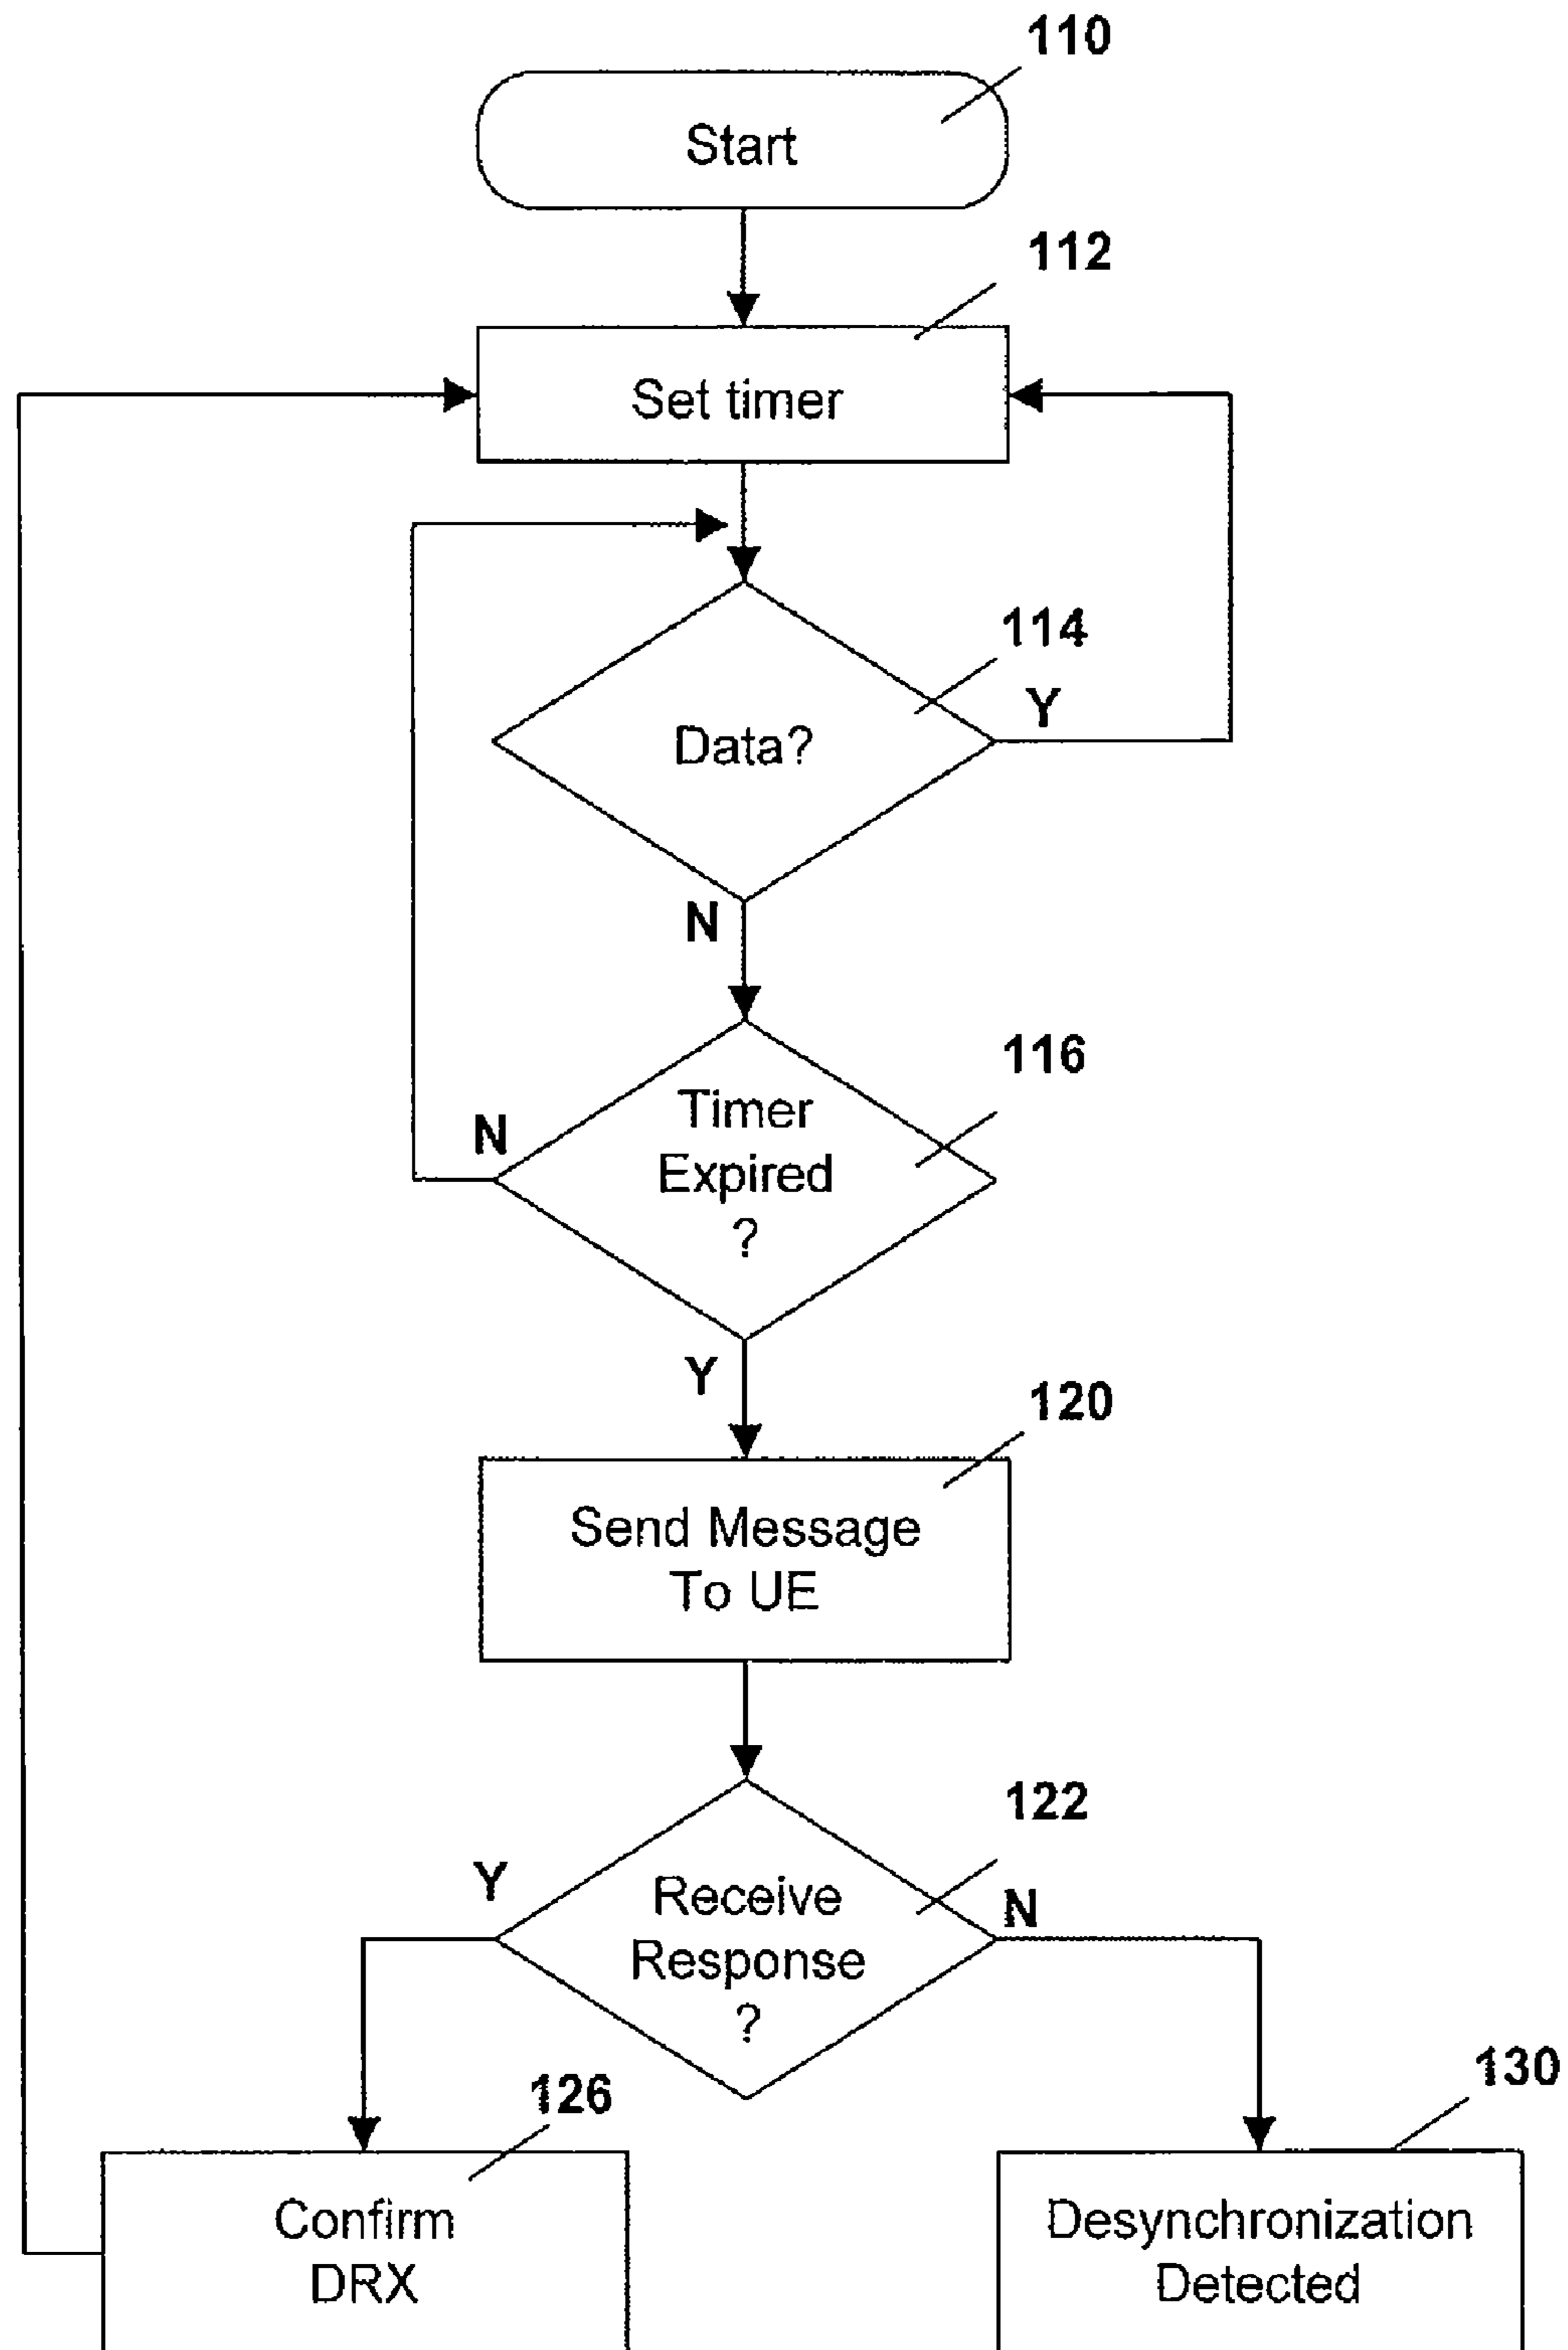 110
Start
112
Set timer
114
Y
Data?
N
116
Timer
Expired
?
N
Y
120
Send Message
To UE
122
Y
Receive
Response
?
N
126
130
Confirm
DRX
Desynchronization
Detected